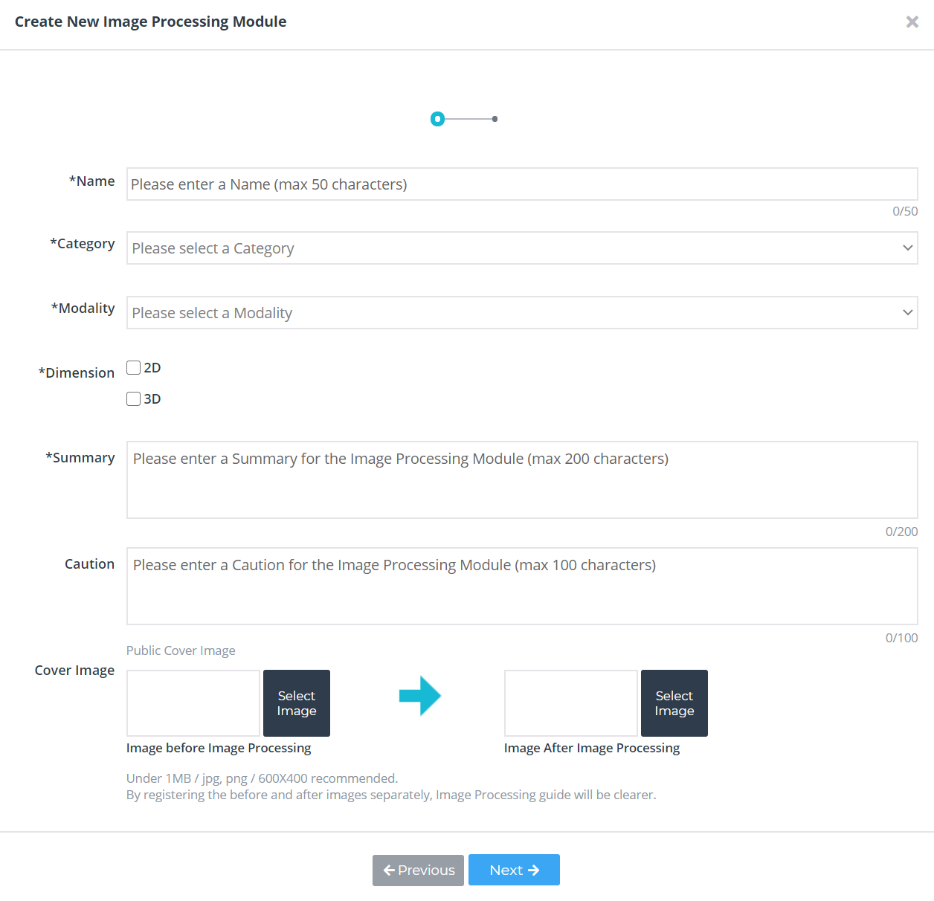 Create New Image Processing Module
×
*Name
Please enter a Name (max 50 characters)
0/50
*Category
Please select a Category
*Modality
Please select a Modality
*Dimension
2D
3D
*Summary
Please enter a Summary for the Image Processing Module (max 200 characters)
0/200
Caution
Please enter a Caution for the Image Processing Module (max 100 characters)
0/100
Public Cover Image
Cover Image
Select
Image
Select
Image
Image before Image Processing
Image After Image Processing
Under 1MB / jpg, png / 600X400 recommended.
By registering the before and after images separately, Image Processing guide will be clearer.
← Previous
Next →